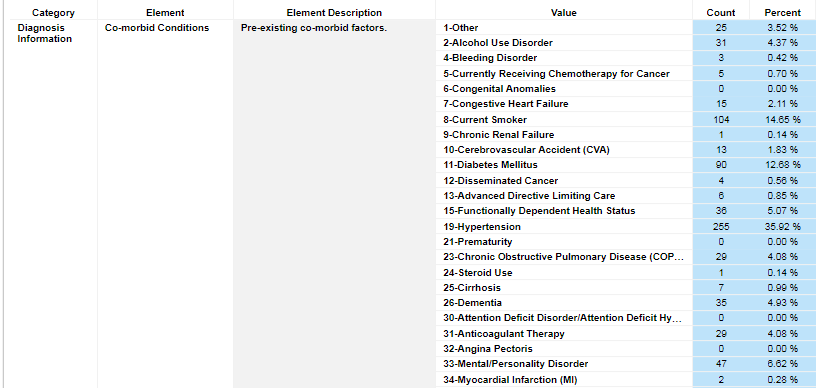 Category Element Element Description Value Count Percent
Diagnosis Information Co-morbid Conditions Pre-existing co-morbid factors. 1-Other 25 3.52 %
2-Alcohol Use Disorder 31 4.37 %
4-Bleeding Disorder 3 0.42 %
5-Currently Receiving Chemotherapy for Cancer 5 0.70 %
6-Congenital Anomalies 0 0.00 %
7-Congestive Heart Failure 15 2.11 %
8-Current Smoker 104 14.65 %
9-Chronic Renal Failure 1 0.14 %
10-Cerebrovascular Accident (CVA) 13 1.83 %
11-Diabetes Mellitus 90 12.68 %
12-Disseminated Cancer 4 0.56 %
13-Advanced Directive Limiting Care 6 0.85 %
15-Functionally Dependent Health Status 36 5.07 %
19-Hypertension 255 35.92 %
21-Prematurity 0 0.00 %
23-Chronic Obstructive Pulmonary Disease (COP... 29 4.08 %
24-Steroid Use 1 0.14 %
25-Cirrhosis 7 0.99 %
26-Dementia 35 4.93 %
30-Attention Deficit Disorder/Attention Deficit Hy... 0 0.00 %
31-Anticoagulant Therapy 29 4.08 %
32-Angina Pectoris 0 0.00 %
33-Mental/Personality Disorder 47 6.62 %
34-Myocardial Infarction (MI) 2 0.28 %